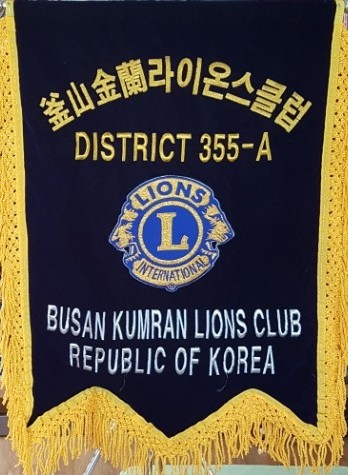 釜山金蘭라이온스클럽
DISTRICT 355-A
LIONS
L
INTERNATIONAL
BUSAN KUMRAN LIONS CLUB
REPUBLIC OF KOREA